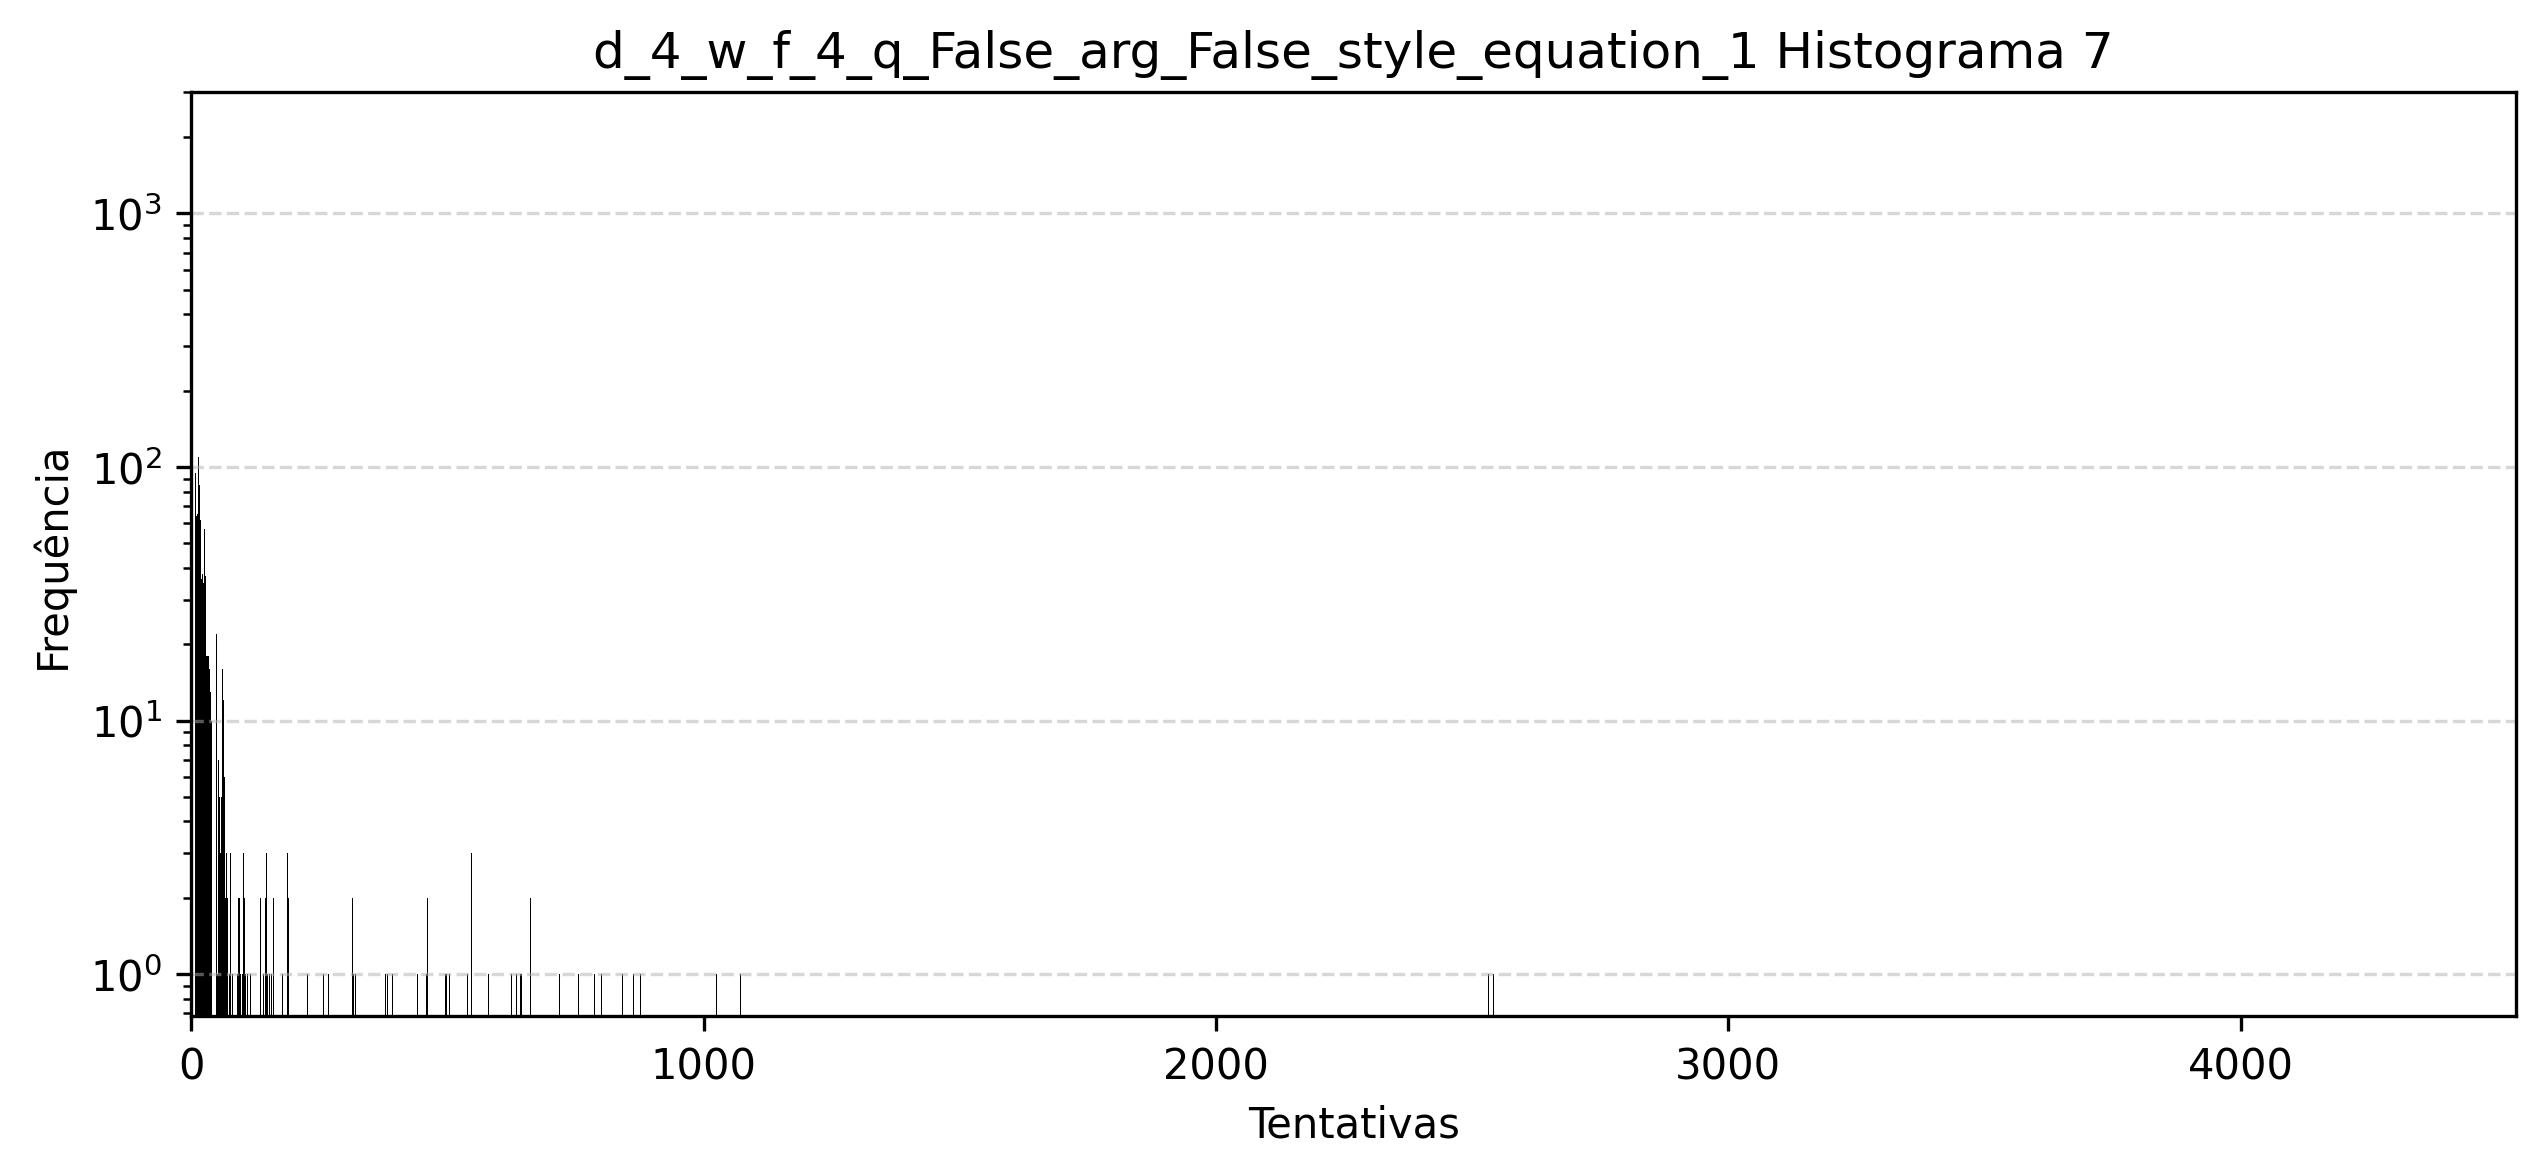 d_4_w_f_4_q_False_arg_False_style_equation_1 Histograma 7
Frequência
10³
10²
10¹
10⁰
0 1000 2000 3000 4000
Tentativas